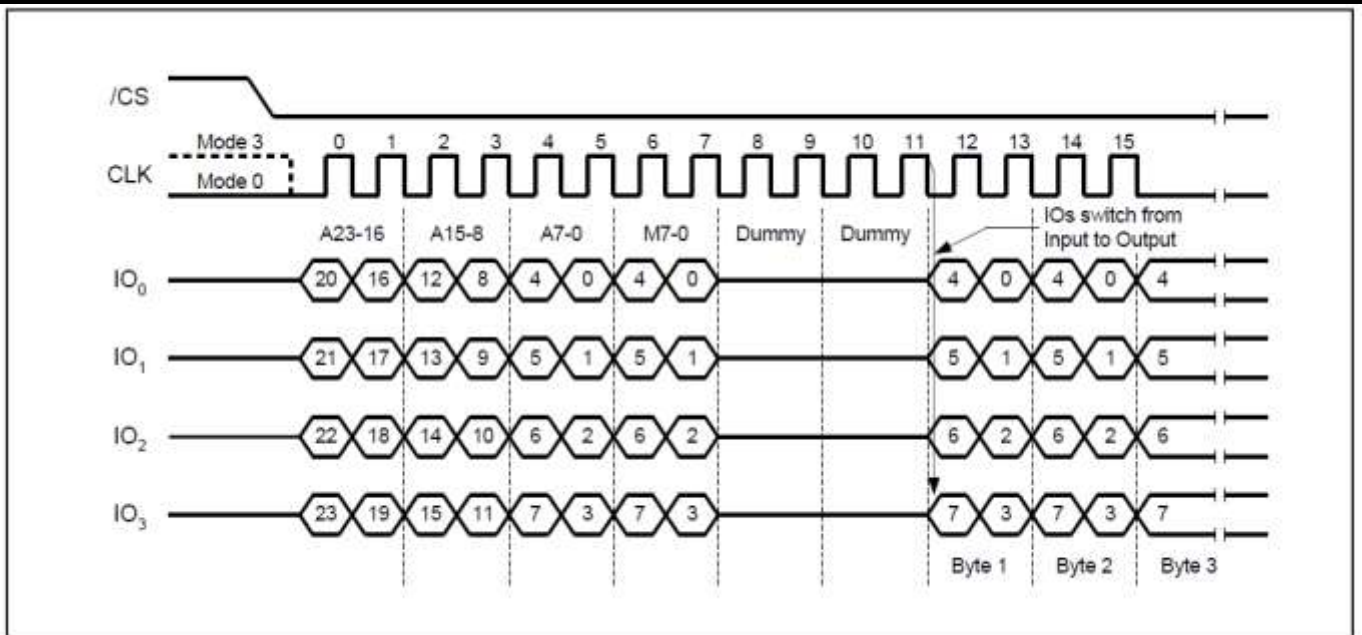 /CS
Mode 3
0 1 2 3 4 5 6 7 8 9 10 11 12 13 14 15
CLK
Mode 0
A23-16 A15-8 A7-0 M7-0 Dummy Dummy
IOs switch from
Input to Output
IO0 20 16 12 8 4 0 4 0 4 0 4 0 4
IO1 21 17 13 9 5 1 5 1 5 1 5 1 5
IO2 22 18 14 10 6 2 6 2 6 2 6 2 6
IO3 23 19 15 11 7 3 7 3 7 3 7 3 7
Byte 1 Byte 2 Byte 3